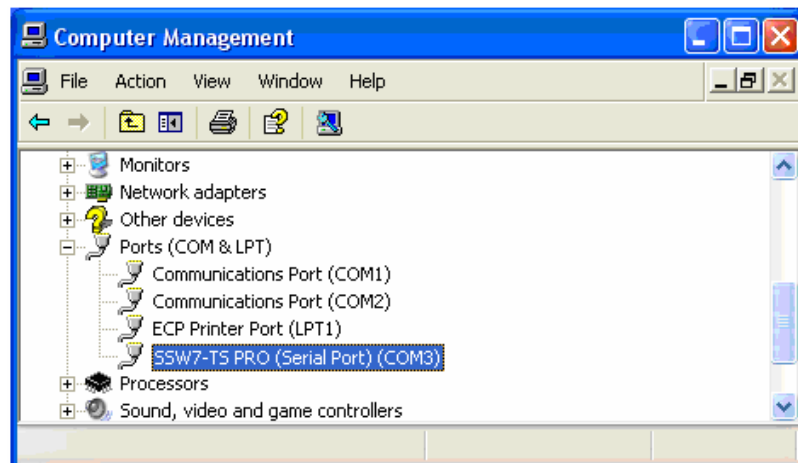 Computer Management
File Action View Window Help
Monitors
Network adapters
Other devices
Ports (COM & LPT)
Communications Port (COM1)
Communications Port (COM2)
ECP Printer Port (LPT1)
SSW7-TS PRO (Serial Port) (COM3)
Processors
Sound, video and game controllers